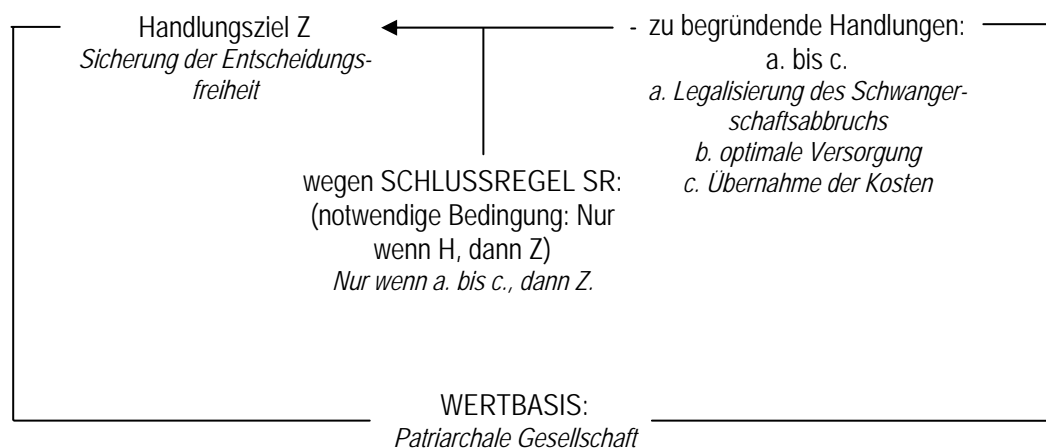 Handlungsziel Z
Sicherung der Entscheidungs-
freiheit
- zu begründende Handlungen:
a. bis c.
a. Legalisierung des Schwanger-
schaftsabbruchs
b. optimale Versorgung
c. Übernahme der Kosten
wegen SCHLUSSREGEL SR:
(notwendige Bedingung: Nur
wenn H, dann Z)
Nur wenn a. bis c., dann Z.
WERTBASIS:
Patriarchale Gesellschaft